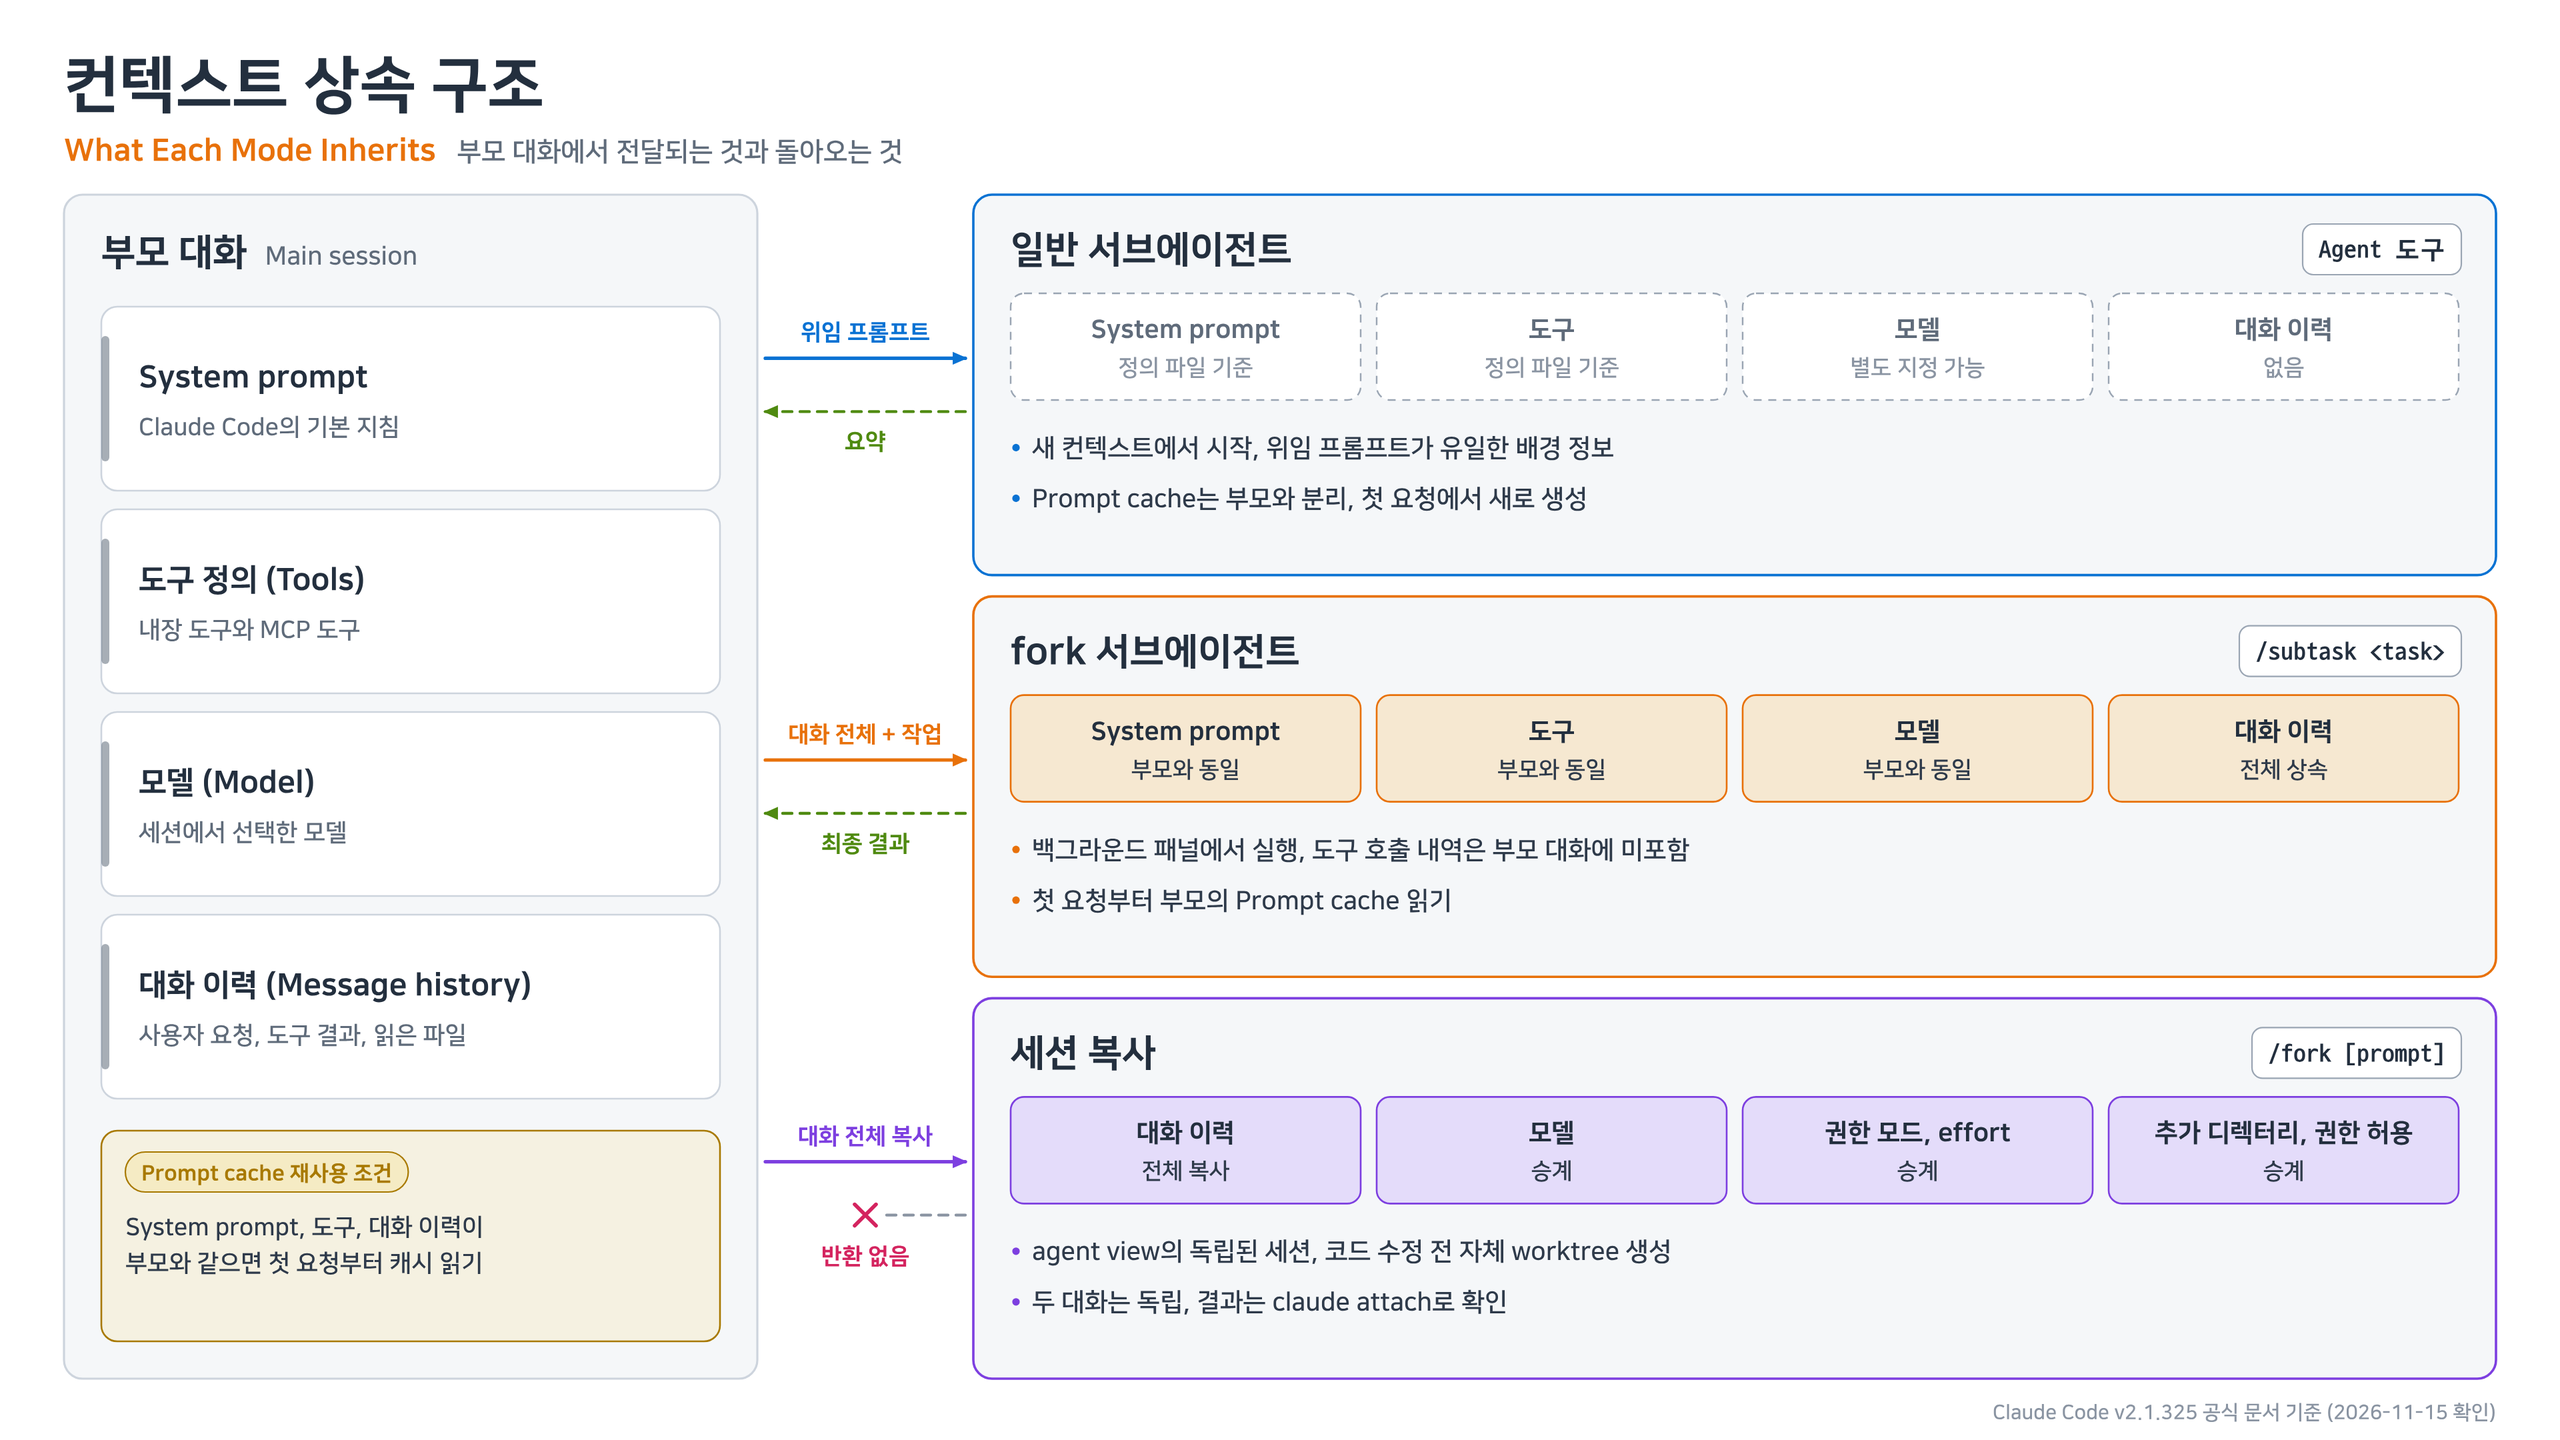 컨텍스트 상속 구조
What Each Mode Inherits 부모 대화에서 전달되는 것과 돌아오는 것
부모 대화 Main session
System prompt
Claude Code의 기본 지침
도구 정의 (Tools)
내장 도구와 MCP 도구
모델 (Model)
세션에서 선택한 모델
대화 이력 (Message history)
사용자 요청, 도구 결과, 읽은 파일
Prompt cache 재사용 조건
System prompt, 도구, 대화 이력이
부모와 같으면 첫 요청부터 캐시 읽기
위임 프롬프트
요약
일반 서브에이전트
Agent 도구
System prompt
정의 파일 기준
도구
정의 파일 기준
모델
별도 지정 가능
대화 이력
없음
• 새 컨텍스트에서 시작, 위임 프롬프트가 유일한 배경 정보
• Prompt cache는 부모와 분리, 첫 요청에서 새로 생성
대화 전체 + 작업
최종 결과
fork 서브에이전트
/subtask <task>
System prompt
부모와 동일
도구
부모와 동일
모델
부모와 동일
대화 이력
전체 상속
• 백그라운드 패널에서 실행, 도구 호출 내역은 부모 대화에 미포함
• 첫 요청부터 부모의 Prompt cache 읽기
대화 전체 복사
반환 없음
세션 복사
/fork [prompt]
대화 이력
전체 복사
모델
승계
권한 모드, effort
승계
추가 디렉터리, 권한 허용
승계
• agent view의 독립된 세션, 코드 수정 전 자체 worktree 생성
• 두 대화는 독립, 결과는 claude attach로 확인
Claude Code v2.1.325 공식 문서 기준 (2026-11-15 확인)